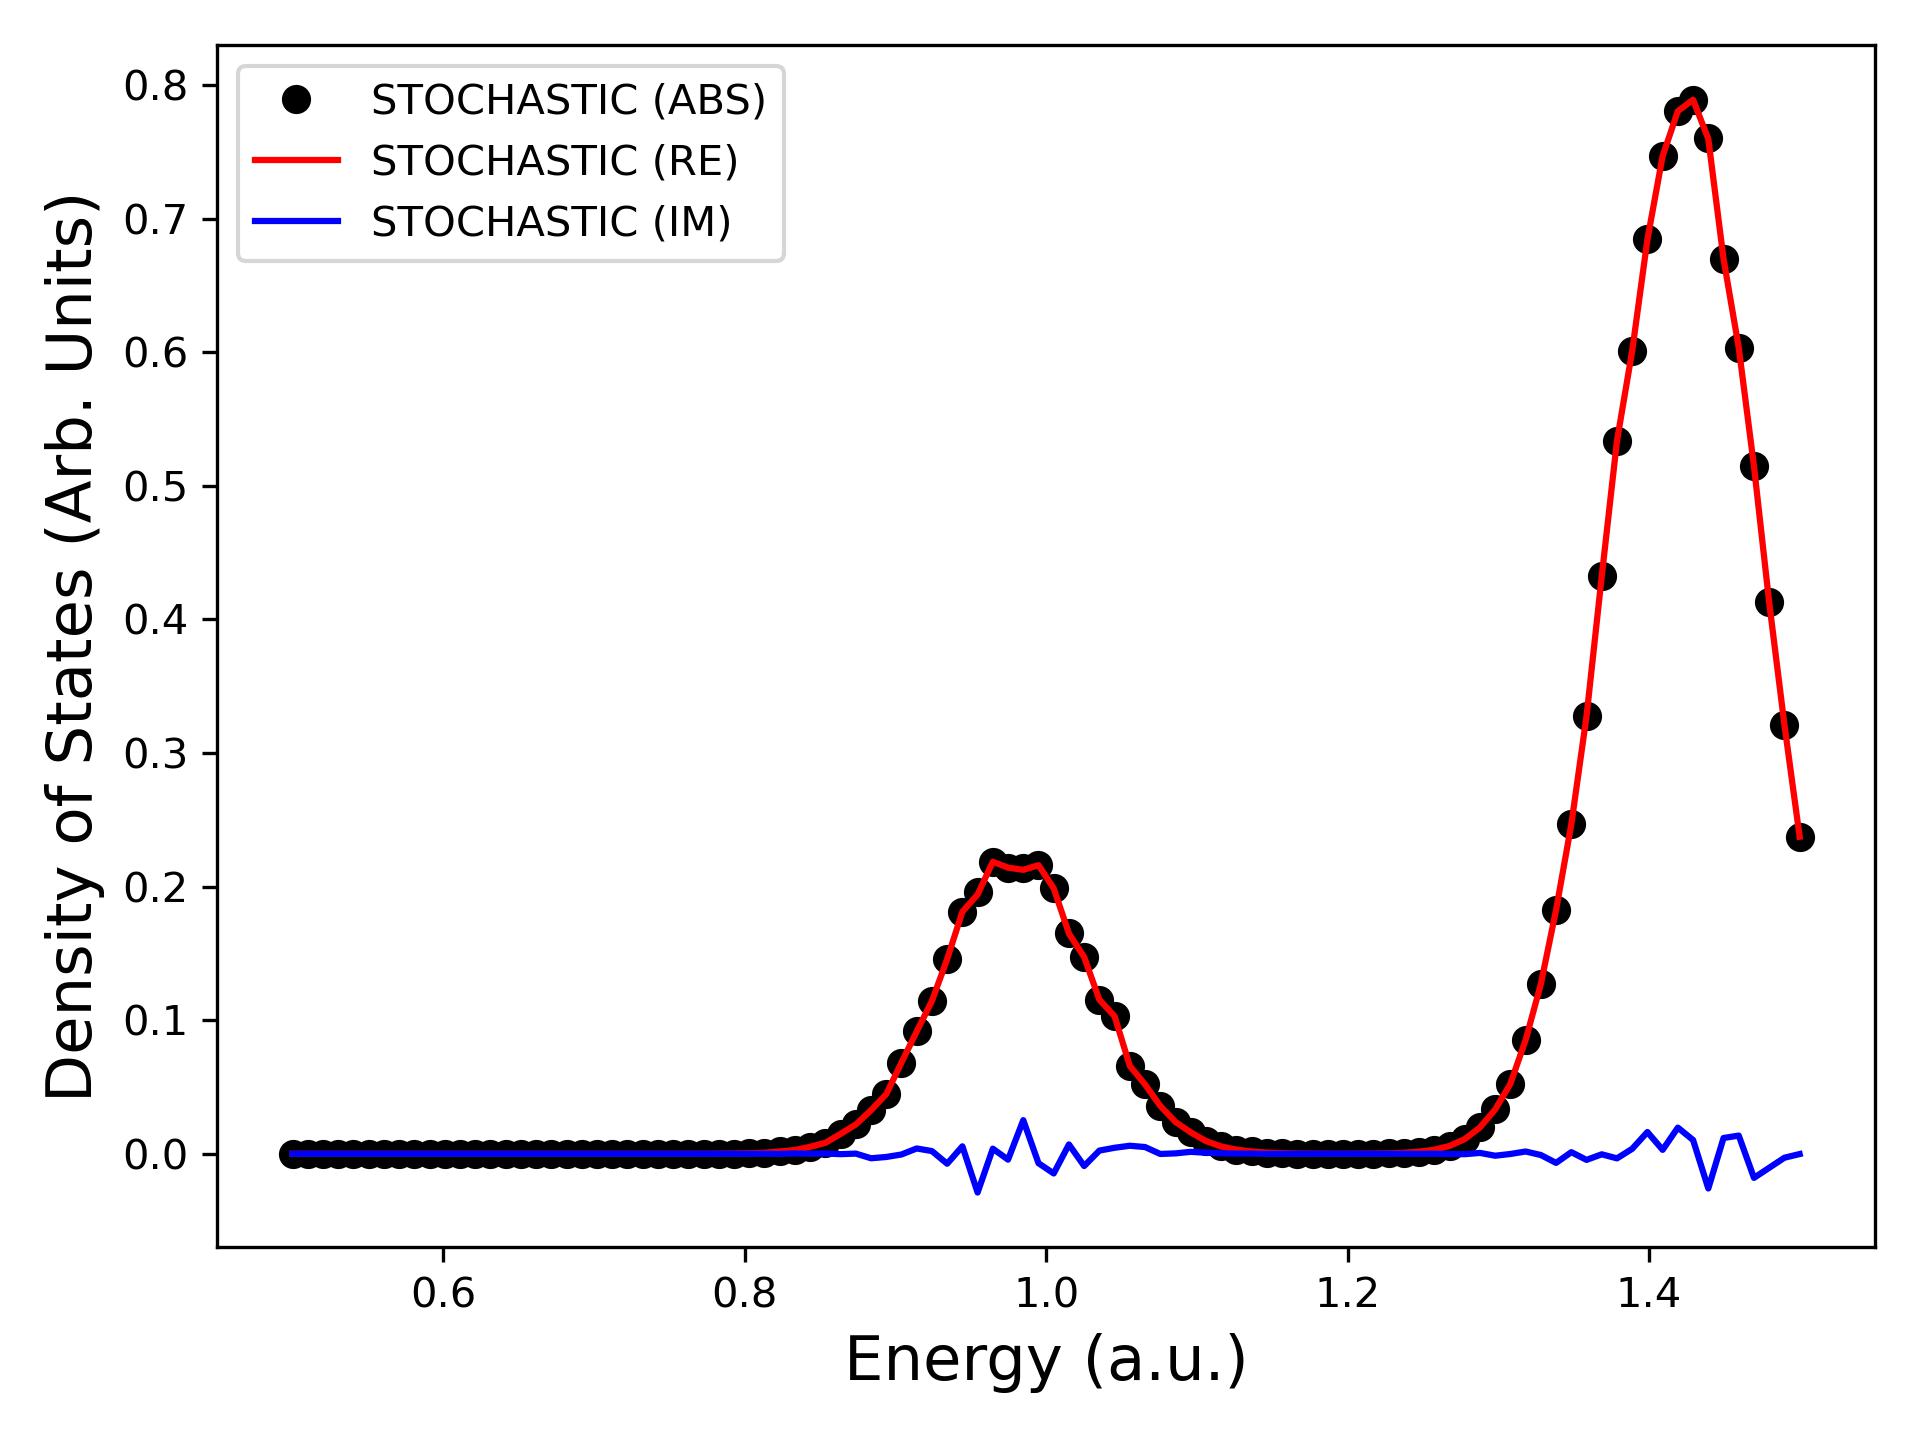 STOCHASTIC (ABS)
STOCHASTIC (RE)
STOCHASTIC (IM)
Density of States (Arb. Units)
0.8
0.7
0.6
0.5
0.4
0.3
0.2
0.1
0.0
0.6 0.8 1.0 1.2 1.4
Energy (a.u.)